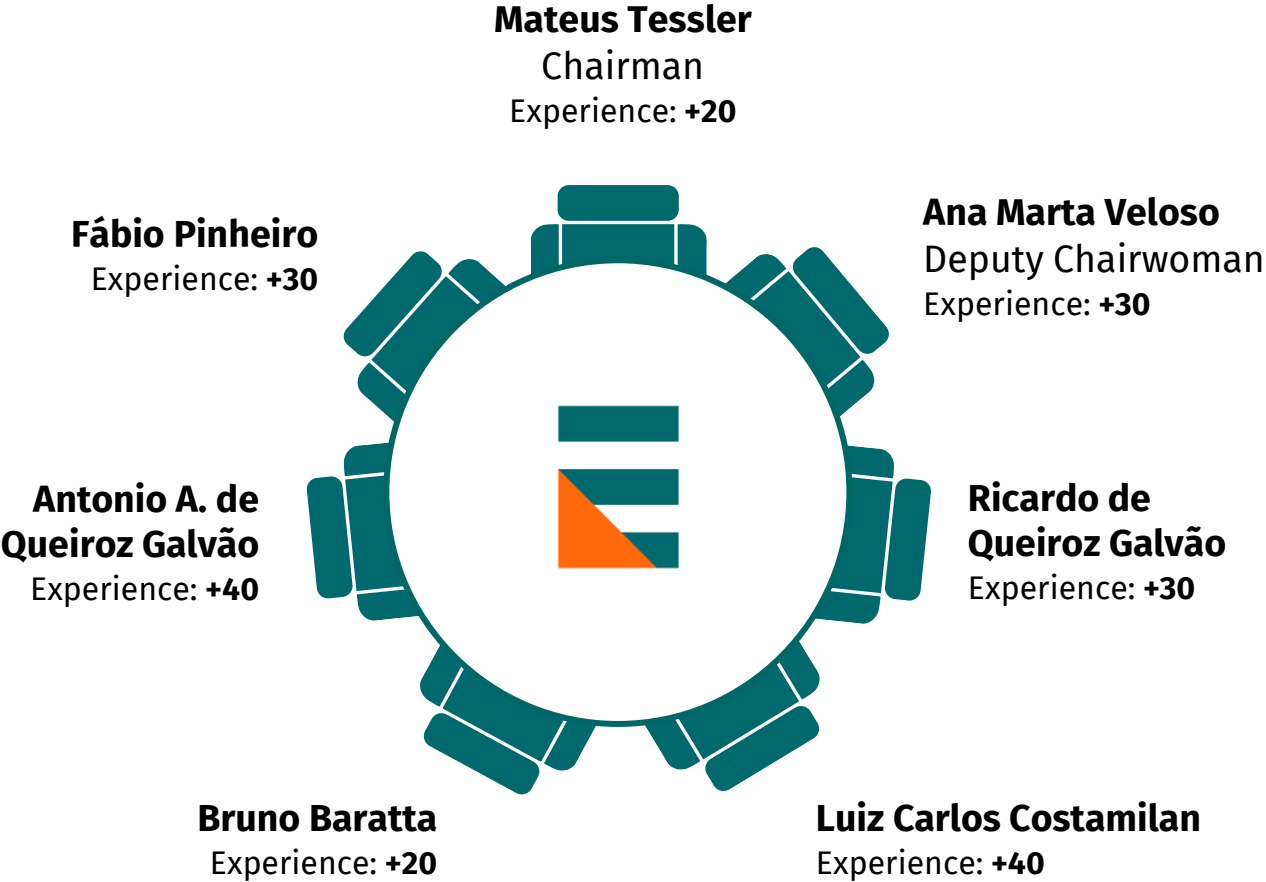 Mateus Tessler
Chairman
Experience: +20
Ana Marta Veloso
Deputy Chairwoman
Experience: +30
Fábio Pinheiro
Experience: +30
Antonio A. de
Queiroz Galvão
Experience: +40
Ricardo de
Queiroz Galvão
Experience: +30
Bruno Baratta
Experience: +20
Luiz Carlos Costamilan
Experience: +40